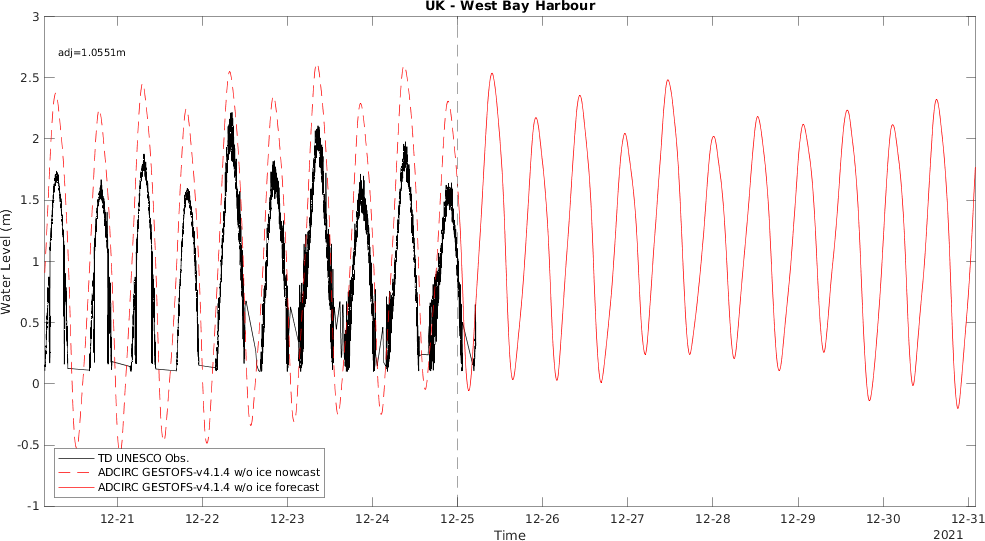 UK - West Bay Harbour
adj=1.0551m
3
2.5
2
1.5
1
0.5
0
-0.5
-1
Water Level (m)
TD UNESCO Obs.
ADCIRC GESTOFS-v4.1.4 w/o ice nowcast
ADCIRC GESTOFS-v4.1.4 w/o ice forecast
12-21 12-22 12-23 12-24 12-25 12-26 12-27 12-28 12-29 12-30 12-31
Time
2021